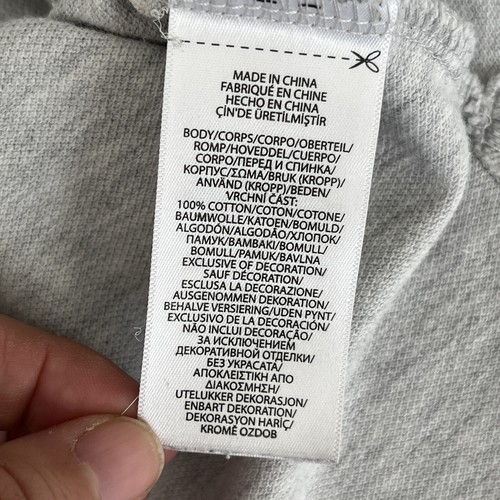 MADE IN CHINA
FABRIQUÉ EN CHINE
HECHO EN CHINA
ÇİN'DE ÜRETİLMİŞTİR
BODY/CORPS/CORPO/OBERTEIL/
ROMP/HOVEDDEL/CUERPO/
CORPO/ПЕРЕД И СПИНКА/
KОРПУС/ΣΩΜΑ/BRUK (KROPP)/
ANVÄND (KROPP)/BEDEN/
VRCHNÍ ČÁST:
100% COTTON/COTON/COTONE/
BAUMWOLLE/KATOEN/BOMULD/
ALGODÓN/ALGODÃO/ХЛОПОК/
ПАМУК/ΒΑΜΒΑΚΙ/BOMULL/
BOMULL/PAMUK/BAVLNA
EXCLUSIVE OF DECORATION/
SAUF DÉCORATION/
ESCLUSA LA DECORAZIONE/
AUSGENOMMEN DEKORATION/
BEHALVE VERSIERING/UDEN PYNT/
EXCLUSIVO DE LA DECORACIÓN/
NÃO INCLUI DECORAÇÃO/
ЗА ИСКЛЮЧЕНИЕМ
ДЕКОРАТИВНОЙ ОТДЕЛКИ/
БЕЗ УКРАСАТА/
ΑΠΟΚΛΕΙΣΤΙΚΗ ΑΠΟ
ΔΙΑΚΟΣΜΗΣΗ/
UTELUKKER DEKORASJON/
ENBART DEKORATION/
DEKORASYON HARİÇ/
KROMĚ OZDOB